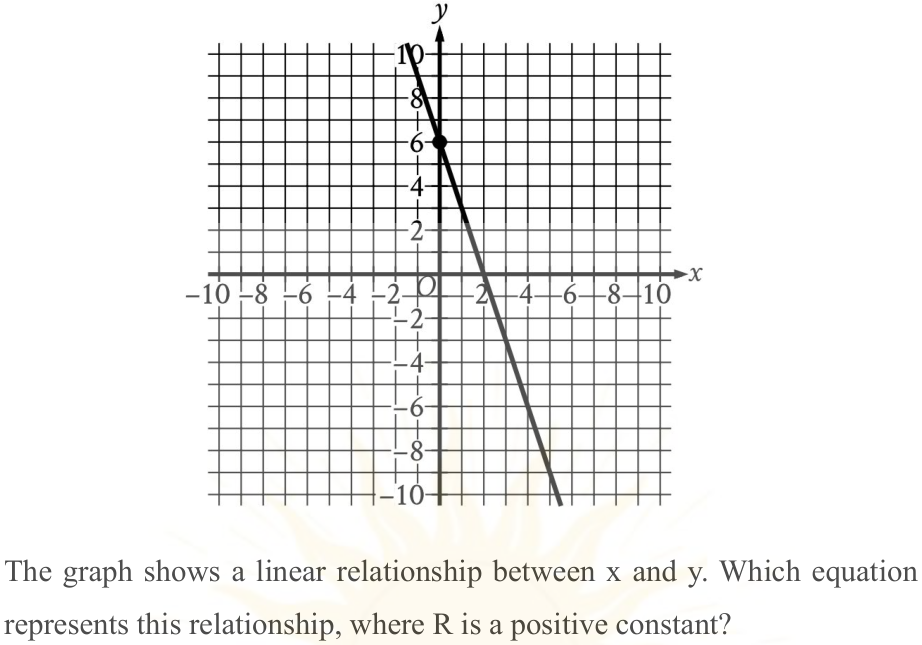 y
10
8
6
4
2
x
−10 −8 −6 −4 −2 O 2 4 6 8 10
−2
−4
−6
−8
−10
The graph shows a linear relationship between x and y. Which equation
represents this relationship, where R is a positive constant?